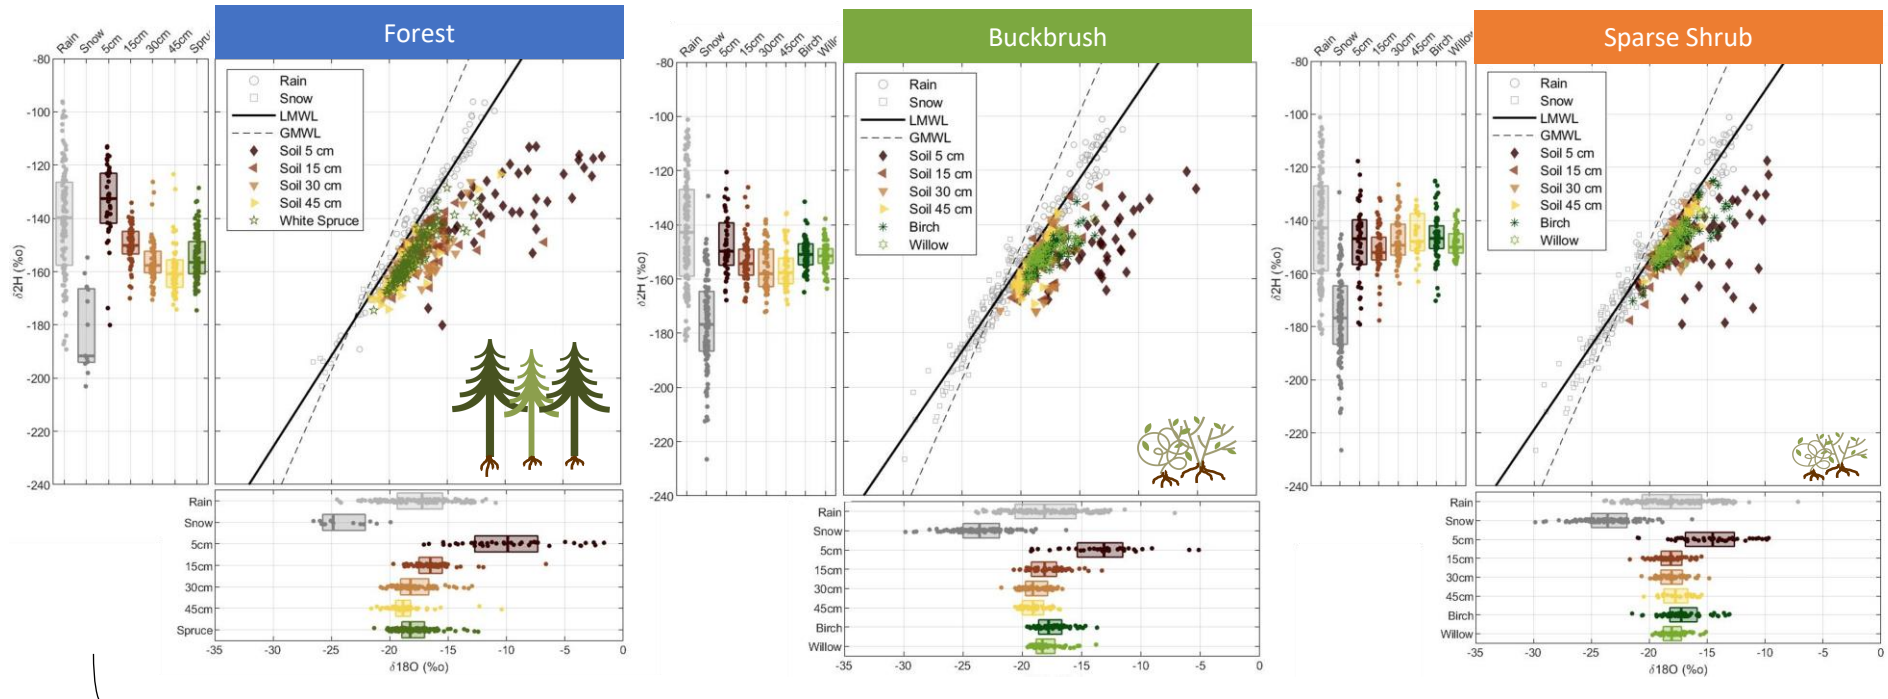 Forest
Rain
Snow
5cm
15cm
30cm
45cm
Spru
-80
-100
-120
-140
-160
-180
-200
-220
-240
δ2H (%o)
Rain
Snow
LMWL
GMWL
Soil 5 cm
Soil 15 cm
Soil 30 cm
Soil 45 cm
White Spruce
Rain
Snow
5cm
15cm
30cm
45cm
Spruce
-35 -30 -25 -20 -15 -10 -5 0
δ18O (%o)
Buckbrush
Rain
Snow
5cm
15cm
30cm
45cm
Birch
Willo
-80
-100
-120
-140
-160
-180
-200
-220
-240
δ2H (%o)
Rain
Snow
LMWL
GMWL
Soil 5 cm
Soil 15 cm
Soil 30 cm
Soil 45 cm
Birch
Willow
Rain
Snow
5cm
15cm
30cm
45cm
Birch
Willow
-35 -30 -25 -20 -15 -10 -5 0
δ18O (%o)
Sparse Shrub
Rain
Snow
5cm
15cm
30cm
45cm
Birch
Willow
-80
-100
-120
-140
-160
-180
-200
-220
-240
δ2H (%o)
Rain
Snow
LMWL
GMWL
Soil 5 cm
Soil 15 cm
Soil 30 cm
Soil 45 cm
Birch
Willow
Rain
Snow
5cm
15cm
30cm
45cm
Birch
Willow
-35 -30 -25 -20 -15 -10 -5 0
δ18O (%o)